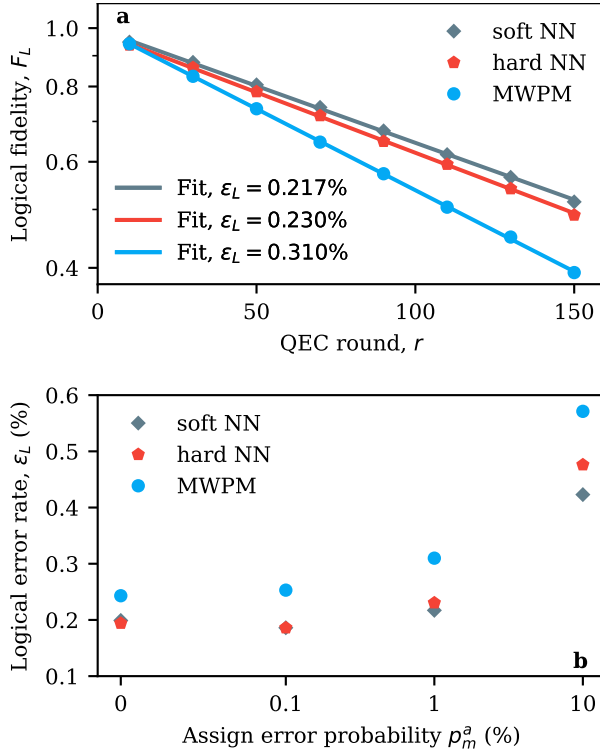 a
1.0
0.8
0.6
0.4
Logical fidelity, F_L
soft NN
hard NN
MWPM
Fit, ε_L = 0.217%
Fit, ε_L = 0.230%
Fit, ε_L = 0.310%
0 50 100 150
QEC round, r
0.6
0.5
0.4
0.3
0.2
0.1
Logical error rate, ε_L (%)
soft NN
hard NN
MWPM
b
0 0.1 1 10
Assign error probability p_m^a (%)